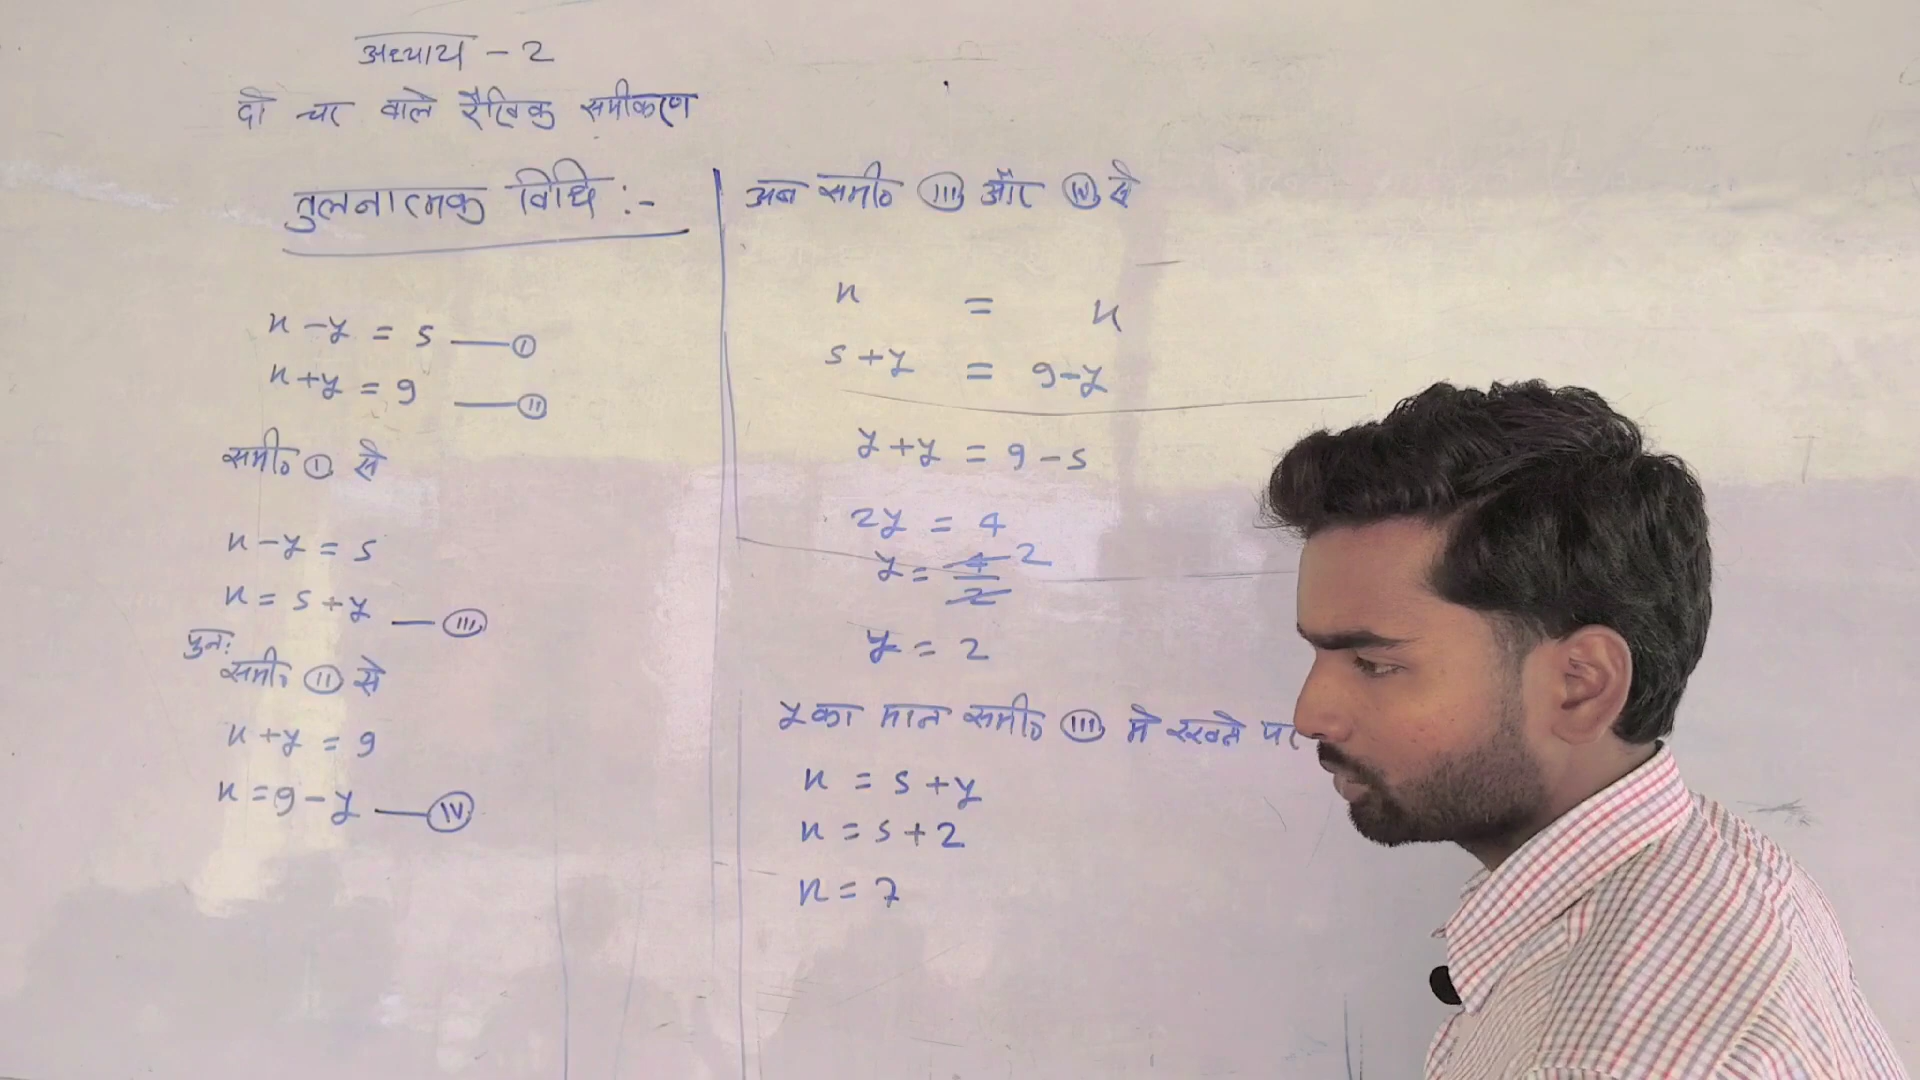 अध्याय - 2
दो चर वाले रैखिक समीकरण
तुलनात्मक विधि :-
x - y = 5 —— (I)
x + y = 9 —— (II)
समी० (I) से
x - y = 5
x = 5 + y —— (III)
पुनः
समी० (II) से
x + y = 9
x = 9 - y —— (IV)
अब समी० (III) और (IV) से
x = x
5 + y = 9 - y
y + y = 9 - 5
2y = 4
y = 4/2 2
y = 2
y का मान समी० (III) में रखने पर
x = 5 + y
x = 5 + 2
x = 7